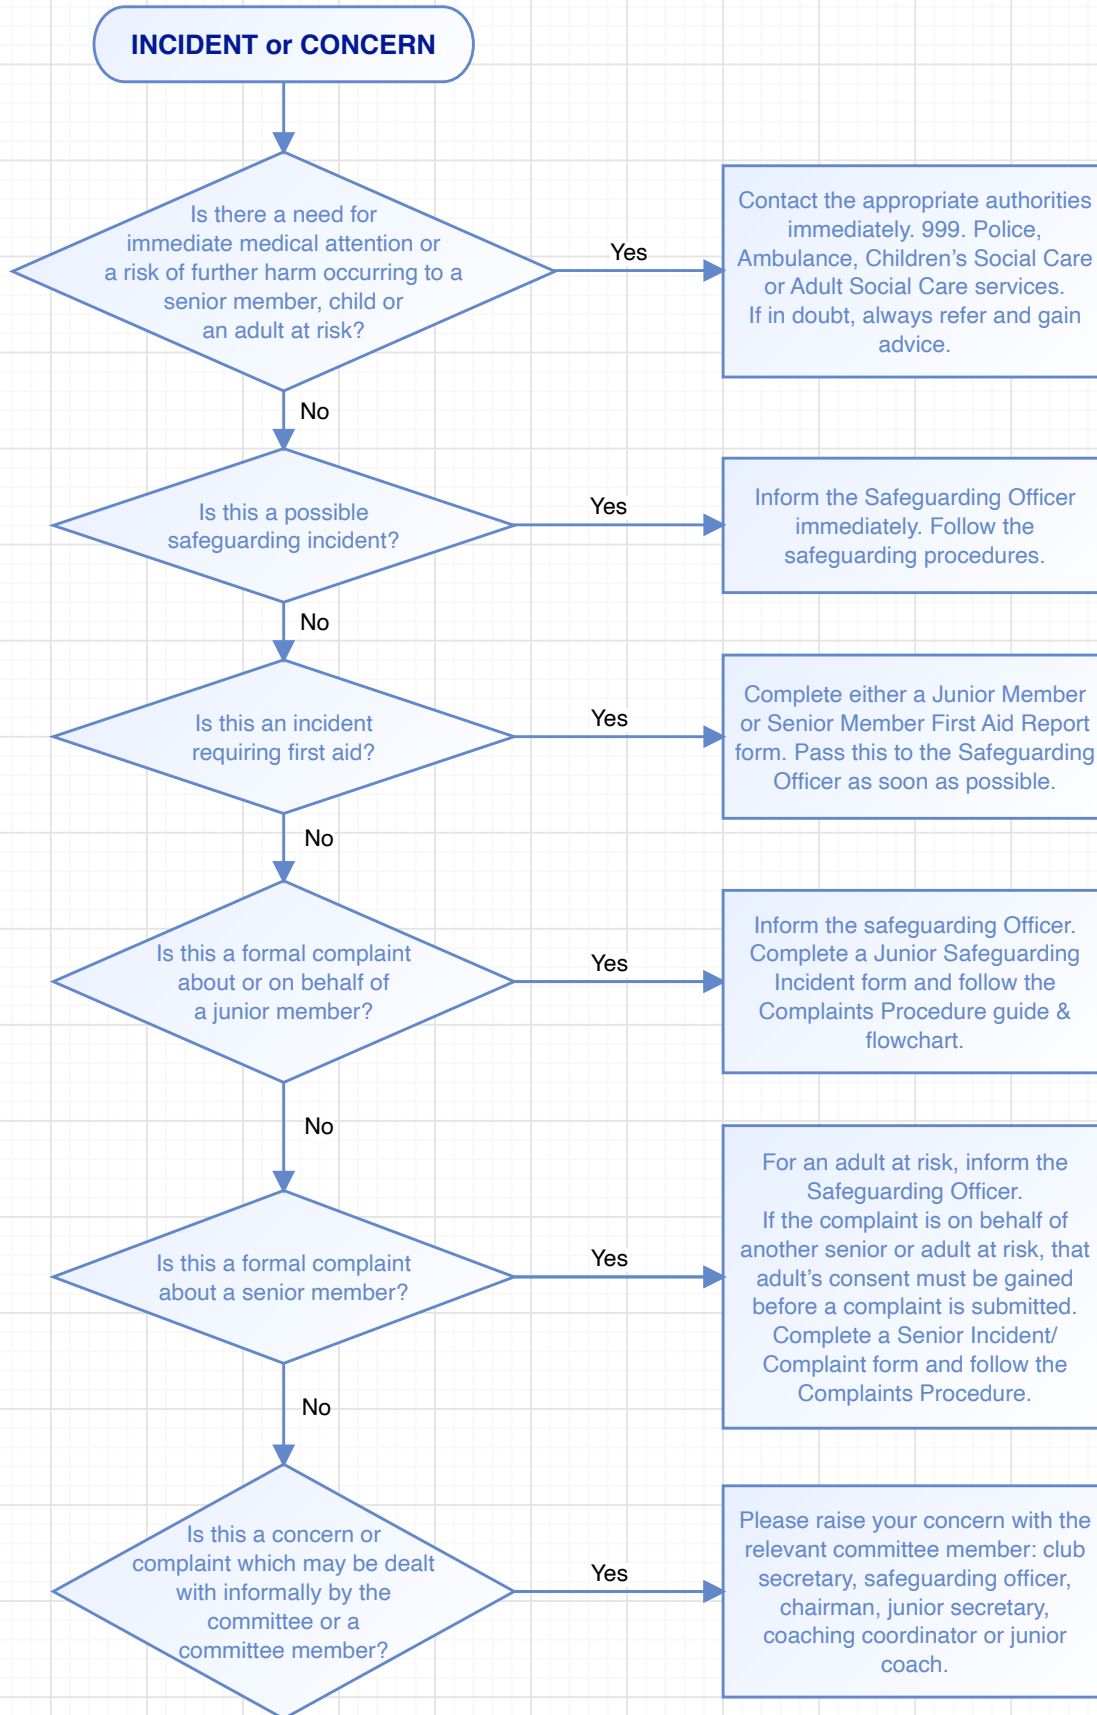 INCIDENT or CONCERN
Is there a need for
immediate medical attention or
a risk of further harm occurring to a
senior member, child or
an adult at risk?
Yes
Contact the appropriate authorities
immediately. 999. Police,
Ambulance, Children’s Social Care
or Adult Social Care services.
If in doubt, always refer and gain
advice.
No
Is this a possible
safeguarding incident?
Yes
Inform the Safeguarding Officer
immediately. Follow the
safeguarding procedures.
No
Is this an incident
requiring first aid?
Yes
Complete either a Junior Member
or Senior Member First Aid Report
form. Pass this to the Safeguarding
Officer as soon as possible.
No
Is this a formal complaint
about or on behalf of
a junior member?
Yes
Inform the safeguarding Officer.
Complete a Junior Safeguarding
Incident form and follow the
Complaints Procedure guide &
flowchart.
No
Is this a formal complaint
about a senior member?
Yes
For an adult at risk, inform the
Safeguarding Officer.
If the complaint is on behalf of
another senior or adult at risk, that
adult’s consent must be gained
before a complaint is submitted.
Complete a Senior Incident/
Complaint form and follow the
Complaints Procedure.
No
Is this a concern or
complaint which may be dealt
with informally by the
committee or a
committee member?
Yes
Please raise your concern with the
relevant committee member: club
secretary, safeguarding officer,
chairman, junior secretary,
coaching coordinator or junior
coach.